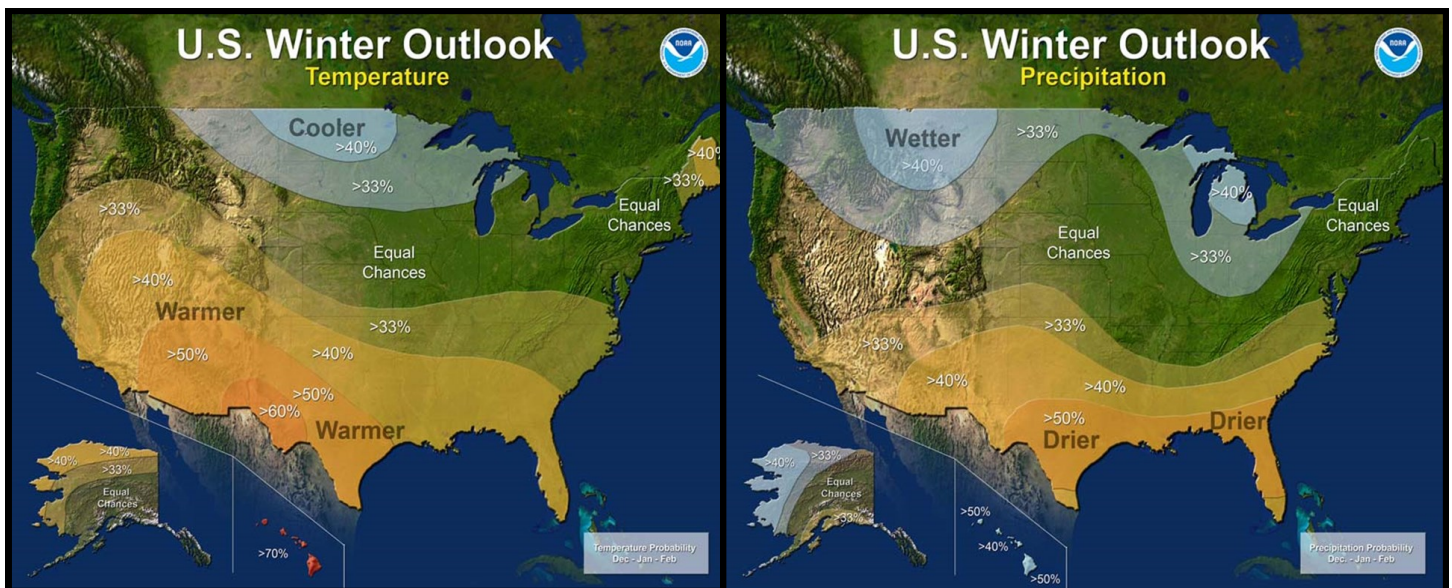 U.S. Winter Outlook
Temperature
NOAA
Cooler
>40%
>33%
>40%
>33%
>33%
Equal
Chances
Equal
Chances
>40%
Warmer
>33%
>50%
>40%
>50%
>60%
Warmer
>40%
>40%
>33%
Equal
Chances
>70%
Temperature Probability
Dec - Jan - Feb
U.S. Winter Outlook
Precipitation
NOAA
Wetter
>33%
>40%
>40%
Equal
Chances
Equal
Chances
>33%
>33%
>33%
>40%
>40%
>50%
Drier
Drier
>40%
>33%
Equal
Chances
>33%
>50%
>40%
>50%
Precipitation Probability
Dec - Jan - Feb